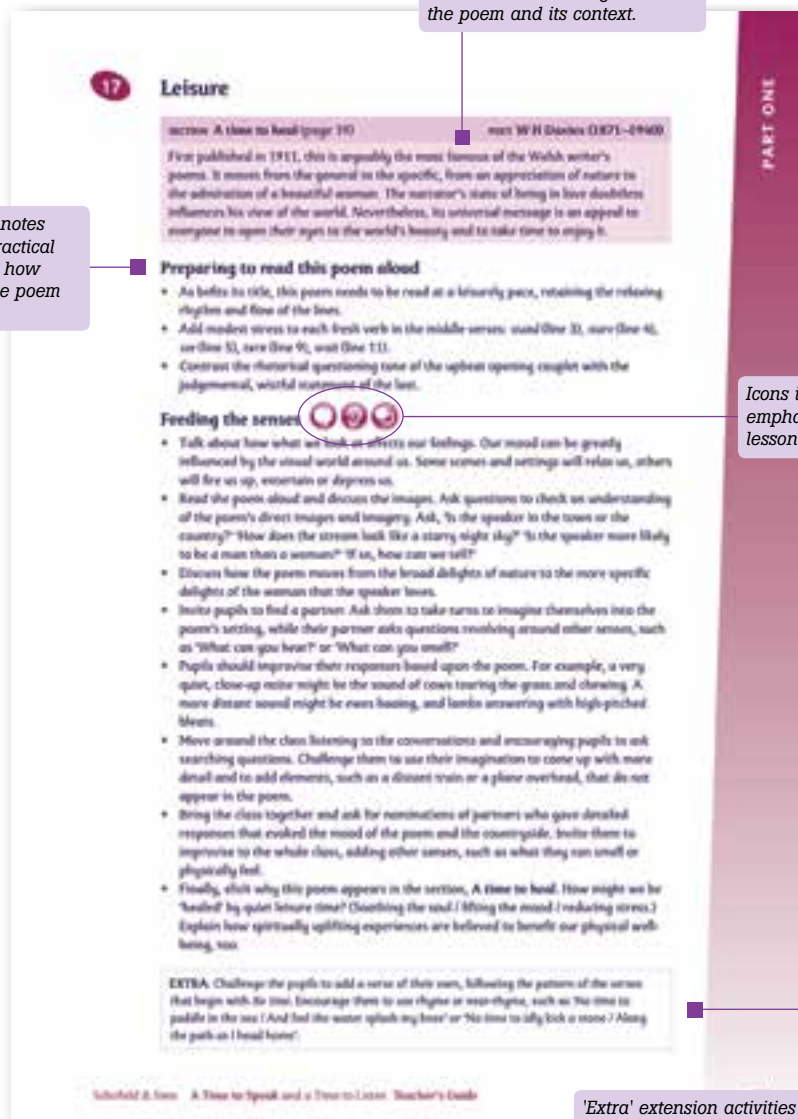 the poem and its context.
17 Leisure
PART ONE
SECTION A time to heal (page 39) POET W H Davies (1871–1940)
First published in 1911, this is arguably the most famous of the Welsh writer's
poems. It moves from the general to the specific, from an appreciation of nature to
the admiration of a beautiful woman. The narrator's state of being in love doubtless
influences his view of the world. Nevertheless, its universal message is an appeal to
everyone to open their eyes to the world's beauty and to take time to enjoy it.
notes
ractical
how
e poem
Preparing to read this poem aloud
• As befits its title, this poem needs to be read at a leisurely pace, retaining the relaxing
rhythm and flow of the lines.
• Add modest stress to each fresh verb in the middle verses: stand (line 3), stare (line 4),
see (line 5), turn (line 9), wait (line 11).
• Contrast the rhetorical questioning tone of the upbeat opening couplet with the
judgemental, wistful statement of the last.
Feeding the senses
Icons i
empha
lesson
• Talk about how what we look at affects our feelings. Our mood can be greatly
influenced by the visual world around us. Some scenes and settings will relax us, others
will fire us up, entertain or depress us.
• Read the poem aloud and discuss the images. Ask questions to check an understanding
of the poem's direct images and imagery. Ask, 'Is the speaker in the town or the
country?' 'How does the stream look like a starry night sky?' 'Is the speaker more likely
to be a man than a woman?' 'If so, how can we tell?'
• Discuss how the poem moves from the broad delights of nature to the more specific
delights of the woman that the speaker loves.
• Invite pupils to find a partner. Ask them to take turns to imagine themselves into the
poem's setting, while their partner asks questions revolving around other senses, such
as 'What can you hear?' or 'What can you smell?'
• Pupils should improvise their responses based upon the poem. For example, a very
quiet, close-up noise might be the sound of cows tearing the grass and chewing. A
more distant sound might be ewes baaing, and lambs answering with high-pitched
bleats.
• Move around the class listening to the conversations and encouraging pupils to ask
searching questions. Challenge them to use their imagination to come up with more
detail and to add elements, such as a distant train or a plane overhead, that do not
appear in the poem.
• Bring the class together and ask for nominations of partners who gave detailed
responses that evoked the mood of the poem and the countryside. Invite them to
improvise to the whole class, adding other senses, such as what they can smell or
physically feel.
• Finally, elicit why this poem appears in the section, A time to heal. How might we be
'healed' by quiet leisure time? (Soothing the soul / lifting the mood / reducing stress.)
Explain how spiritually uplifting experiences are believed to benefit our physical well-
being, too.
EXTRA: Challenge the pupils to add a verse of their own, following the pattern of the verses
that begin with No time. Encourage them to use rhyme or near-rhyme, such as 'No time to
paddle in the sea / And feel the water splash my knee' or 'No time to idly kick a stone / Along
the path as I head home'.
Schofield & Sims A Time to Speak and a Time to Listen Teacher's Guide
'Extra' extension activities